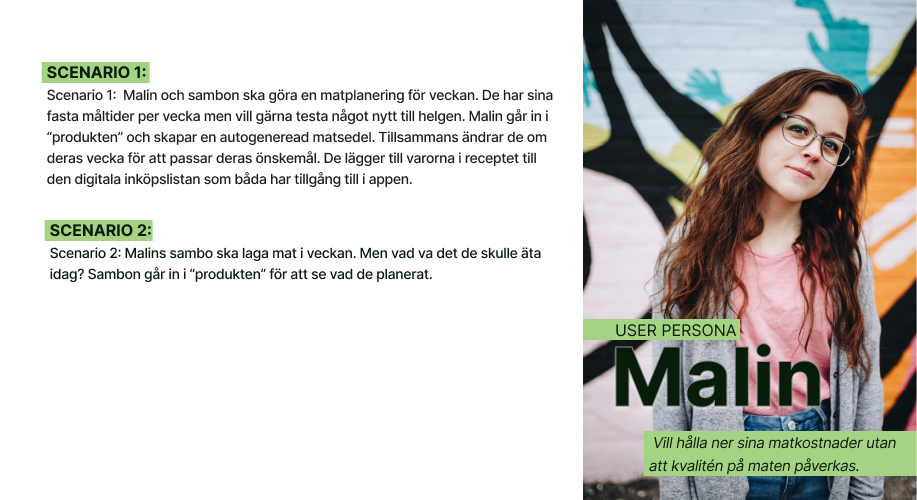 SCENARIO 1:
Scenario 1:  Malin och sambon ska göra en matplanering för veckan. De har sina
fasta måltider per vecka men vill gärna testa något nytt till helgen. Malin går in i
“produkten” och skapar en autogeneread matsedel. Tillsammans ändrar de om
deras vecka för att passar deras önskemål. De lägger till varorna i receptet till
den digitala inköpslistan som båda har tillgång till i appen.
SCENARIO 2:
Scenario 2: Malins sambo ska laga mat i veckan. Men vad va det de skulle äta
idag? Sambon går in i “produkten” för att se vad de planerat.
USER PERSONA
Malin
Vill hålla ner sina matkostnader utan
att kvalitén på maten påverkas.